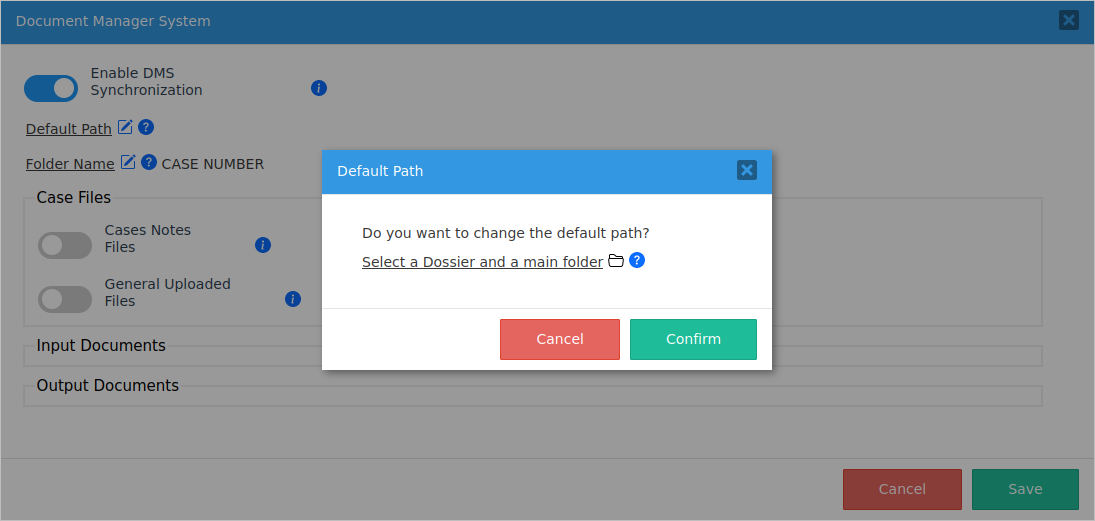 Document Manager System
Enable DMS
Synchronization
Default Path
Folder Name CASE NUMBER
Case Files
Cases Notes
Files
General Uploaded
Files
Input Documents
Output Documents
Default Path
Do you want to change the default path?
Select a Dossier and a main folder
Cancel
Confirm
Cancel
Save